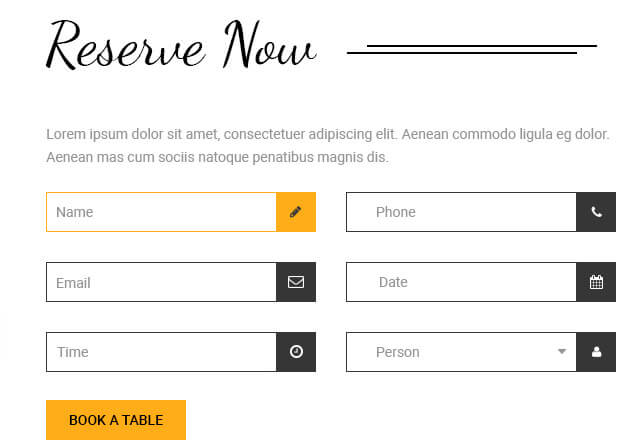 Reserve Now
Lorem ipsum dolor sit amet, consectetuer adipiscing elit. Aenean commodo ligula eg dolor.
Aenean mas cum sociis natoque penatibus magnis dis.
Name
Phone
Email
Date
Time
Person
BOOK A TABLE